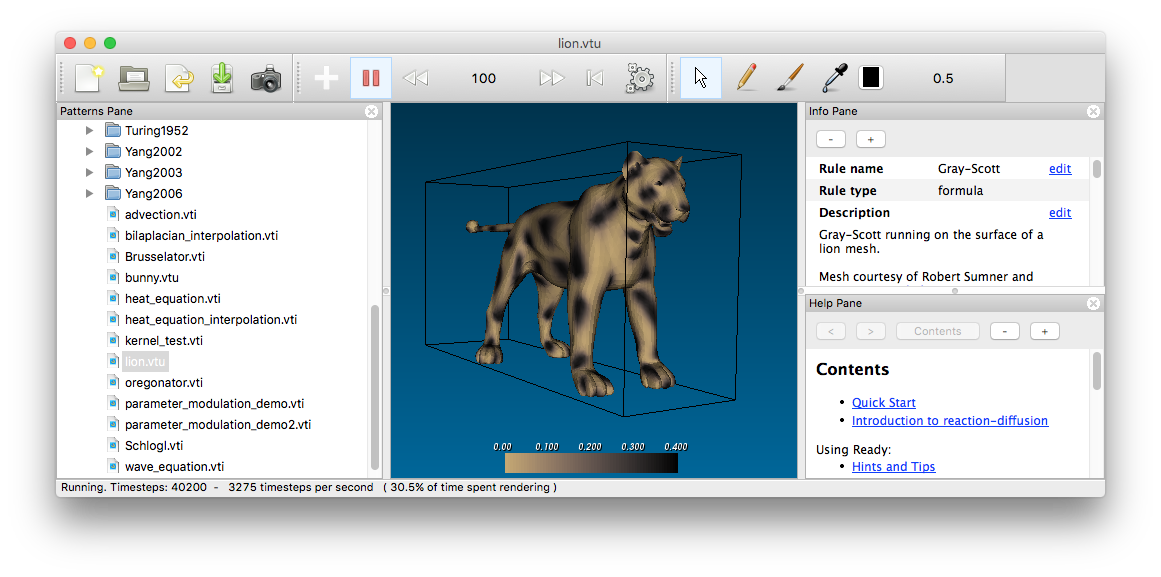 lion.vtu
100
0.5
Patterns Pane
Turing1952
Yang2002
Yang2003
Yang2006
advection.vti
bilaplacian_interpolation.vti
Brusselator.vti
bunny.vtu
heat_equation.vti
heat_equation_interpolation.vti
kernel_test.vti
lion.vtu
oregonator.vti
parameter_modulation_demo.vti
parameter_modulation_demo2.vti
Schlogl.vti
wave_equation.vti
0.00 0.100 0.200 0.300 0.400
Info Pane
- +
Rule name Gray-Scott edit
Rule type formula
Description edit
Gray-Scott running on the surface of a
lion mesh.
Mesh courtesy of Robert Sumner and
Help Pane
< > Contents - +
Contents
• Quick Start
• Introduction to reaction-diffusion
Using Ready:
• Hints and Tips
Running. Timesteps: 40200 - 3275 timesteps per second ( 30.5% of time spent rendering )